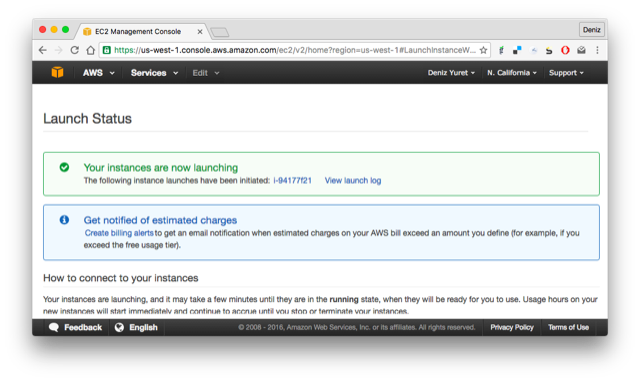 EC2 Management Console
Deniz
https://us-west-1.console.aws.amazon.com/ec2/v2/home?region=us-west-1#LaunchInstanceW...
AWS Services Edit Deniz Yuret N. California Support
Launch Status
Your instances are now launching
The following instance launches have been initiated: i-94177f21 View launch log
Get notified of estimated charges
Create billing alerts to get an email notification when estimated charges on your AWS bill exceed an amount you define (for example, if you
exceed the free usage tier).
How to connect to your instances
Your instances are launching, and it may take a few minutes until they are in the running state, when they will be ready for you to use. Usage hours on your
new instances will start immediately and continue to accrue until you stop or terminate your instances.
Feedback English © 2008 - 2016, Amazon Web Services, Inc. or its affiliates. All rights reserved. Privacy Policy Terms of Use